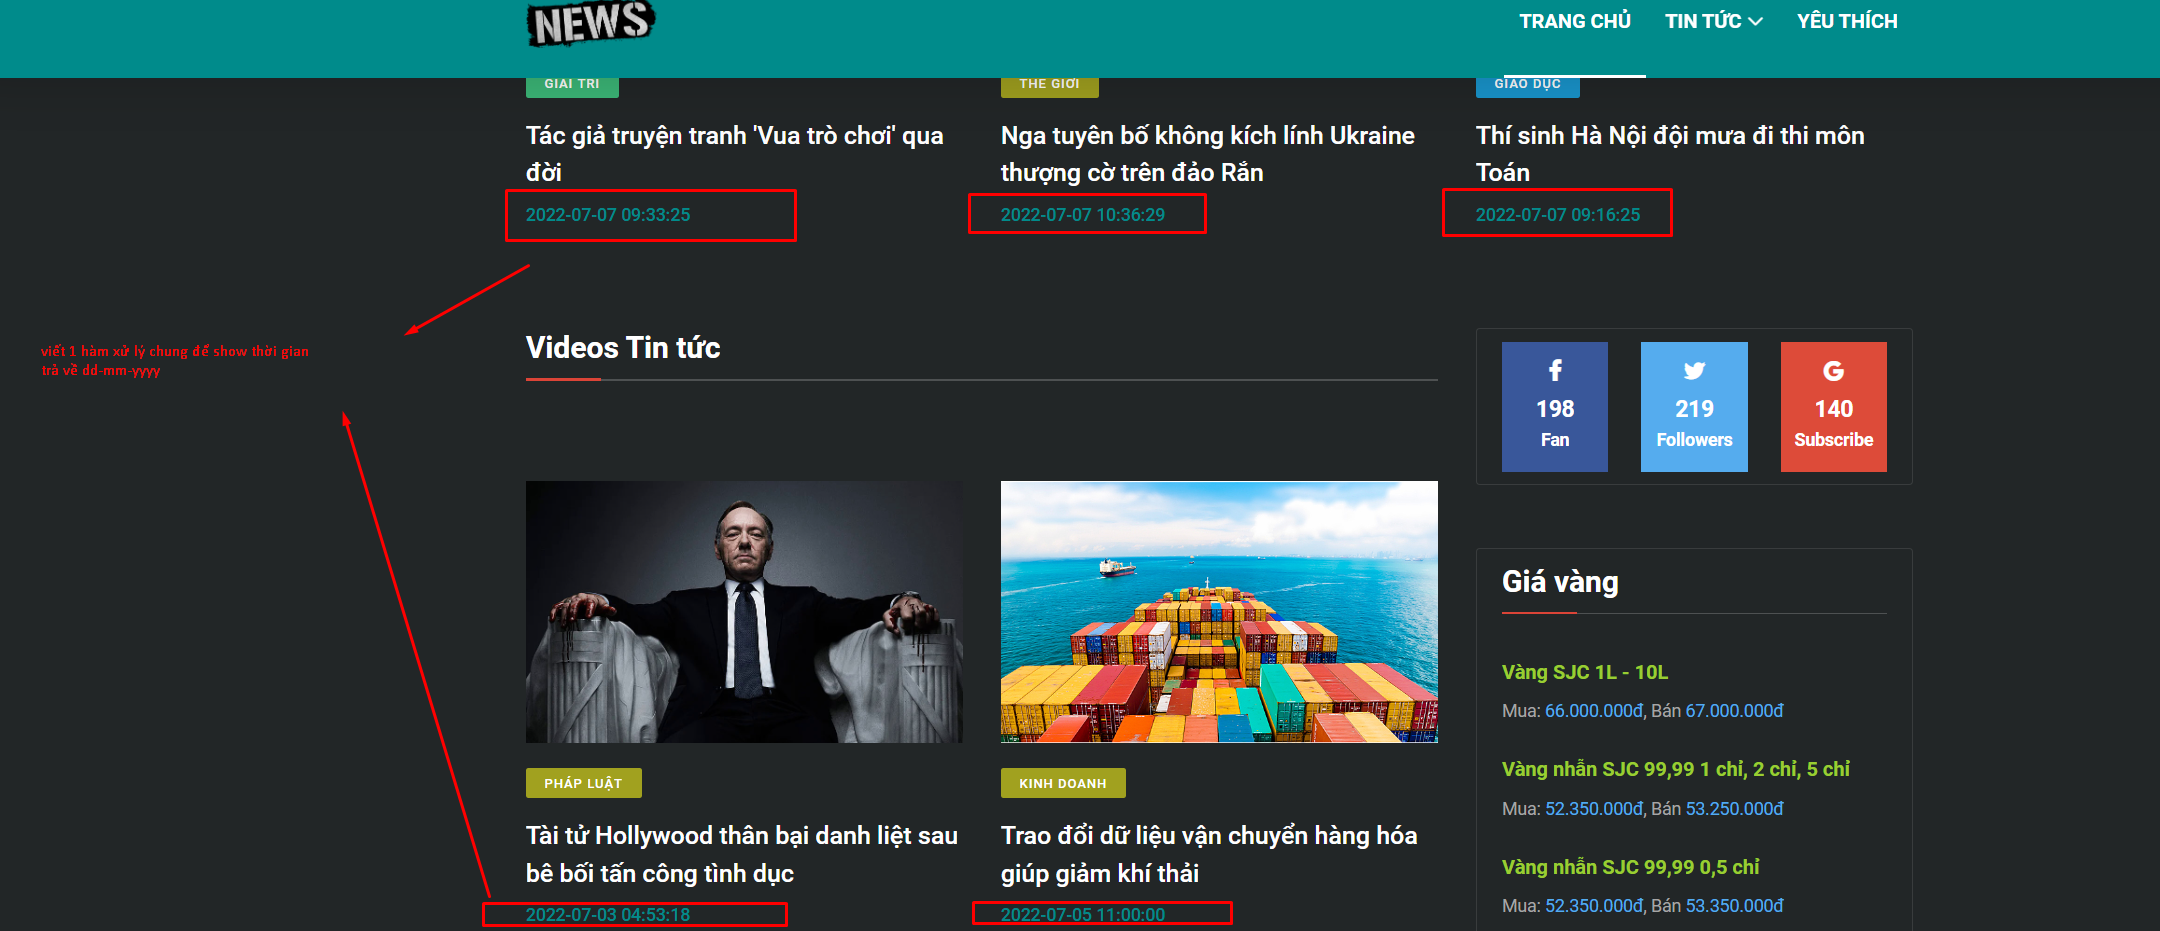 NEWS
TRANG CHỦ
TIN TỨC
YÊU THÍCH
GIẢI TRÍ
THẾ GIỚI
GIÁO DỤC
Tác giả truyện tranh 'Vua trò chơi' qua
đời
2022-07-07 09:33:25
Nga tuyên bố không kích lính Ukraine
thượng cờ trên đảo Rắn
2022-07-07 10:36:29
Thí sinh Hà Nội đội mưa đi thi môn
Toán
2022-07-07 09:16:25
viết 1 hàm xử lý chung để show thời gian
trả về dd-mm-yyyy
Videos Tin tức
198
Fan
219
Followers
140
Subscribe
PHÁP LUẬT
Tài tử Hollywood thân bại danh liệt sau
bê bối tấn công tình dục
2022-07-03 04:53:18
KINH DOANH
Trao đổi dữ liệu vận chuyển hàng hóa
giúp giảm khí thải
2022-07-05 11:00:00
Giá vàng
Vàng SJC 1L - 10L
Mua: 66.000.000đ, Bán 67.000.000đ
Vàng nhẫn SJC 99,99 1 chỉ, 2 chỉ, 5 chỉ
Mua: 52.350.000đ, Bán 53.250.000đ
Vàng nhẫn SJC 99,99 0,5 chỉ
Mua: 52.350.000đ, Bán 53.350.000đ